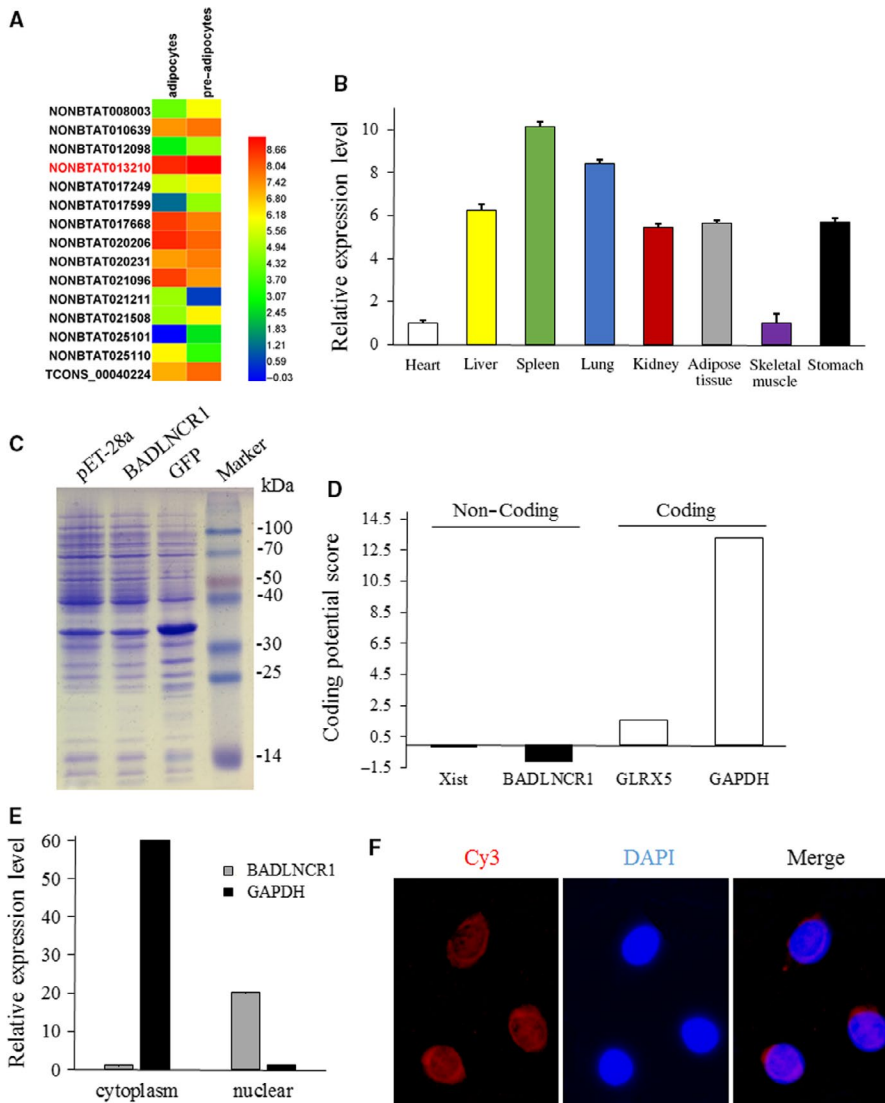 A
adipocytes
pre-adipocytes
NONBTAT008003
NONBTAT010639
NONBTAT012098
NONBTAT013210
NONBTAT017249
NONBTAT017599
NONBTAT017668
NONBTAT020206
NONBTAT020231
NONBTAT021096
NONBTAT021211
NONBTAT021508
NONBTAT025101
NONBTAT025110
TCONS_00040224
8.66
8.04
7.42
6.80
6.18
5.56
4.94
4.32
3.70
3.07
2.45
1.83
1.21
0.59
−0.03
B
Relative expression level
10
8
6
4
2
0
Heart
Liver
Spleen
Lung
Kidney
Adipose tissue
Skeletal muscle
Stomach
C
pET-28a
BADLNCR1
GFP
Marker
kDa
-100
-70
-50
-40
-30
-25
-14
D
Non-Coding
Coding
Coding potential score
14.5
12.5
10.5
8.5
6.5
4.5
2.5
0.5
−1.5
Xist
BADLNCR1
GLRX5
GAPDH
E
Relative expression level
60
50
40
30
20
10
0
BADLNCR1
GAPDH
cytoplasm
nuclear
F
Cy3
DAPI
Merge